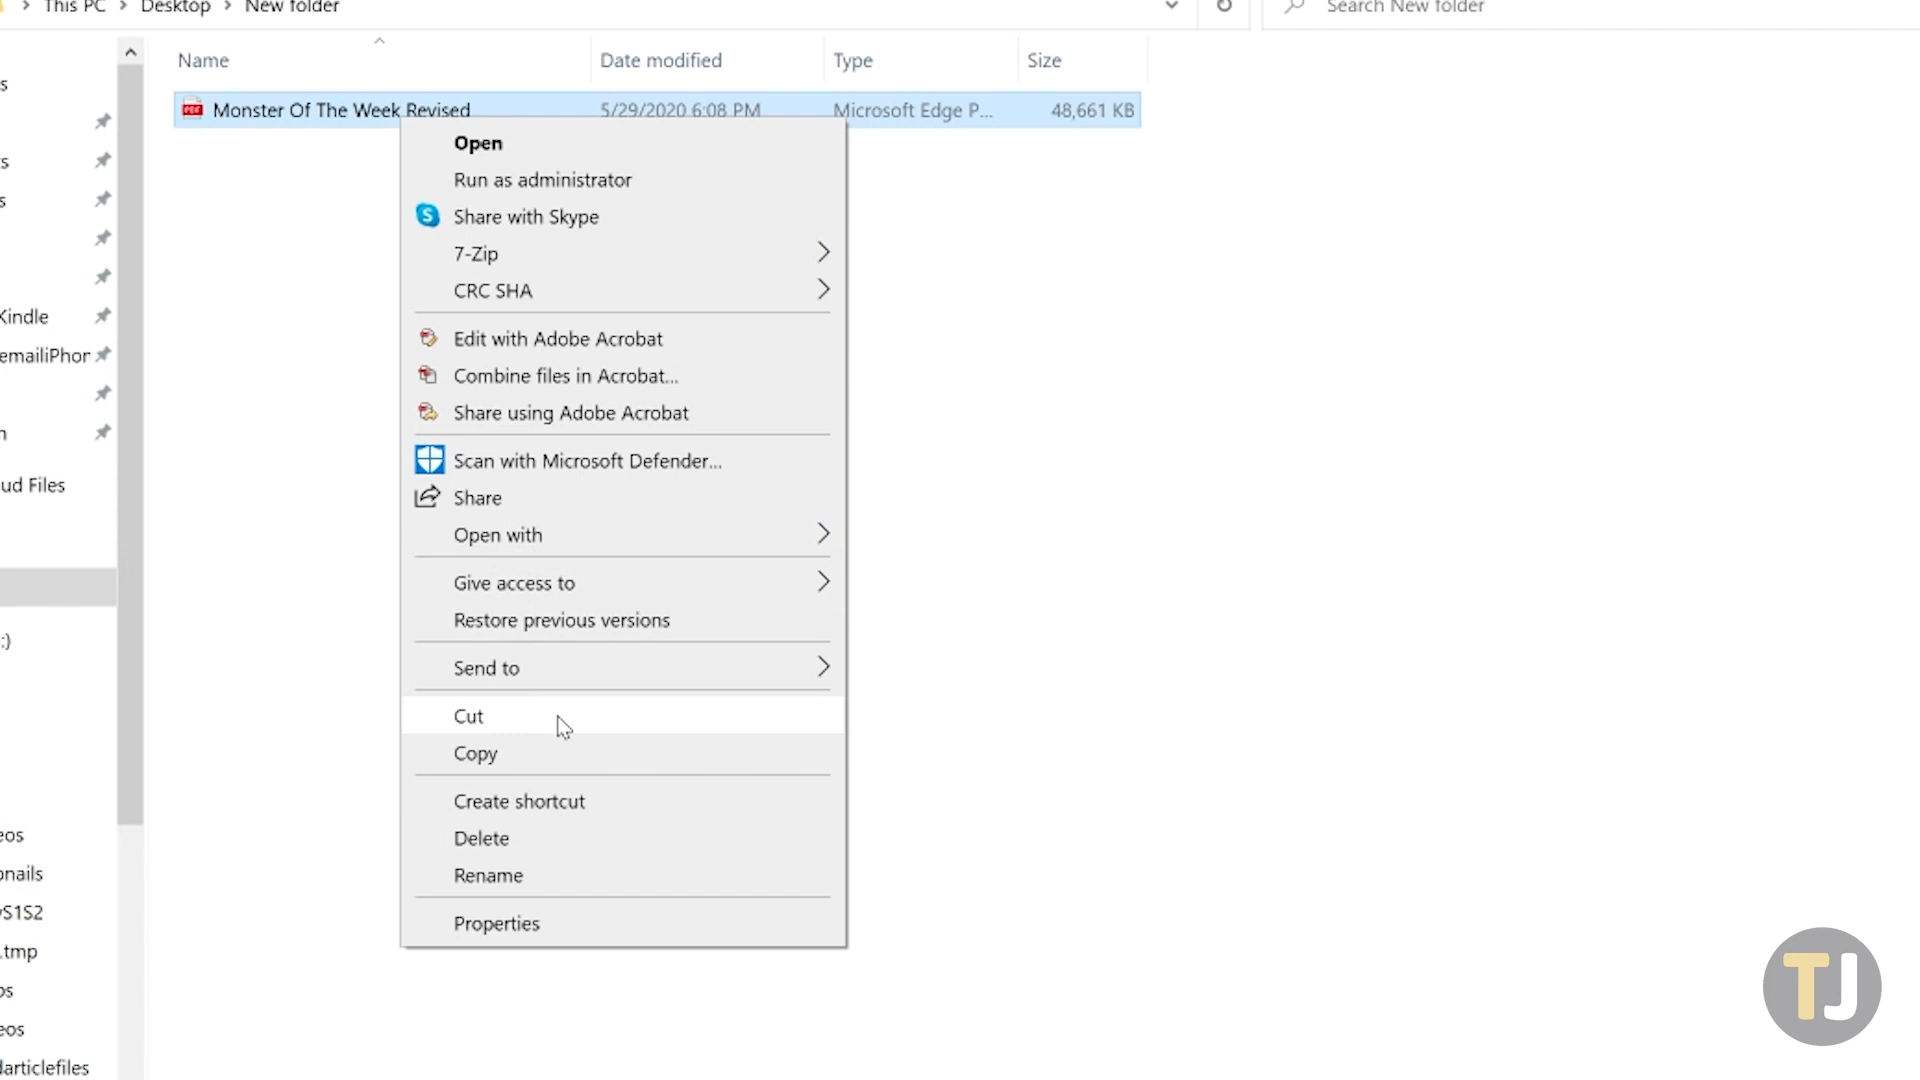 This PC > Desktop > New folder
Search New folder
Name
Date modified
Type
Size
Monster Of The Week Revised
5/29/2020 6:08 PM
Microsoft Edge P...
48,661 KB
Open
Run as administrator
Share with Skype
7-Zip
CRC SHA
Edit with Adobe Acrobat
Combine files in Acrobat...
Share using Adobe Acrobat
Scan with Microsoft Defender...
Share
Open with
Give access to
Restore previous versions
Send to
Cut
Copy
Create shortcut
Delete
Rename
Properties
s
s
s
Kindle
emailiPhor
n
ud Files
:)
eos
nails
S1S2
.tmp
os
eos
articlefiles
TJ